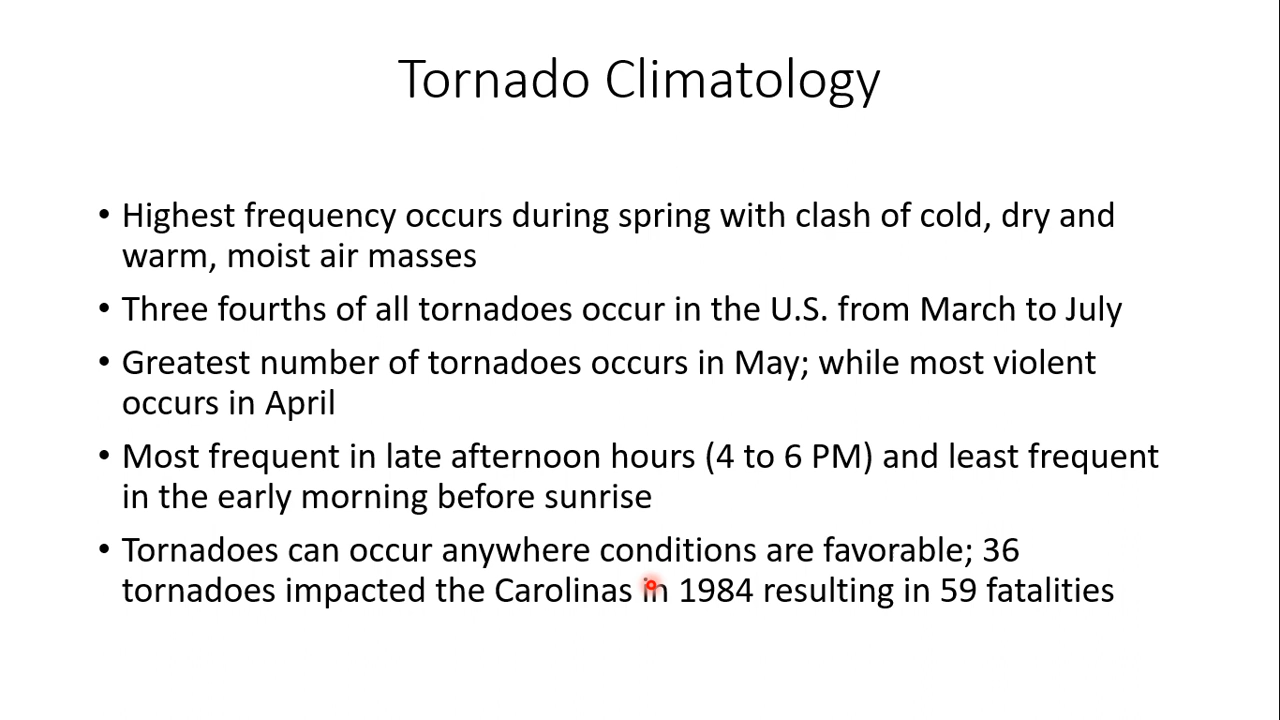 Tornado Climatology
• Highest frequency occurs during spring with clash of cold, dry and
warm, moist air masses
• Three fourths of all tornadoes occur in the U.S. from March to July
• Greatest number of tornadoes occurs in May; while most violent
occurs in April
• Most frequent in late afternoon hours (4 to 6 PM) and least frequent
in the early morning before sunrise
• Tornadoes can occur anywhere conditions are favorable; 36
tornadoes impacted the Carolinas in 1984 resulting in 59 fatalities